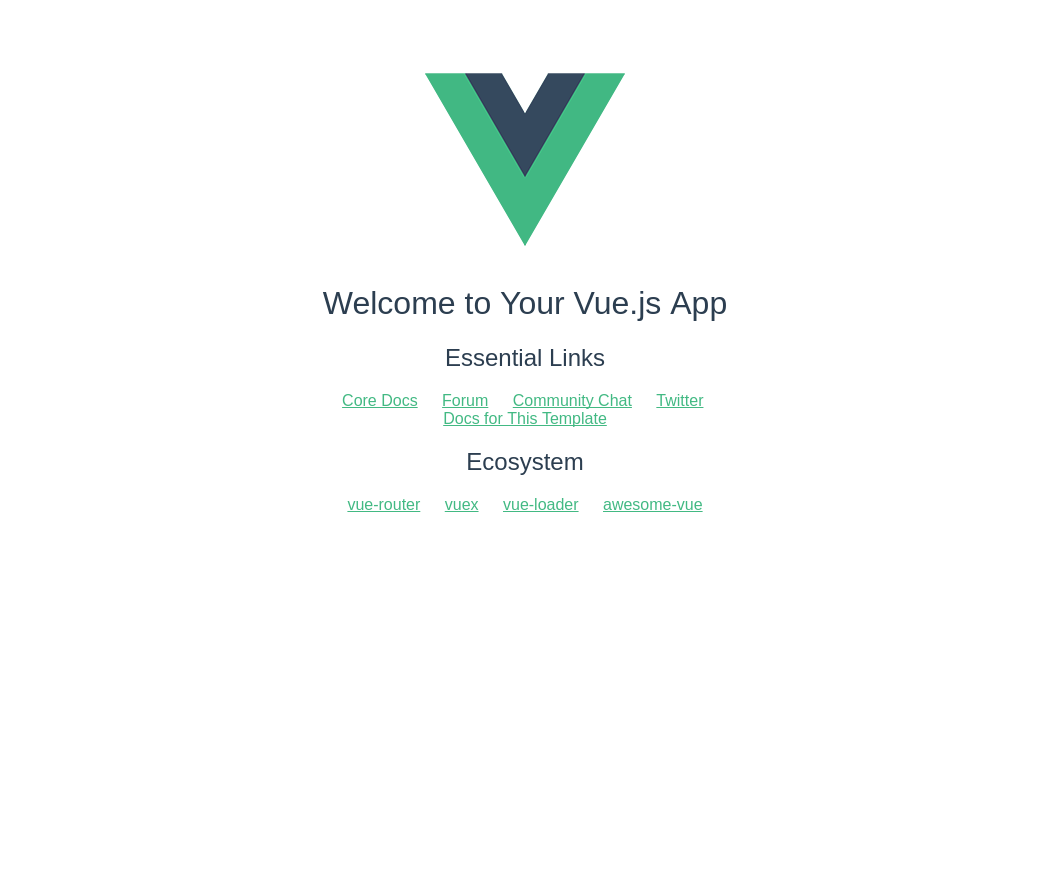 Welcome to Your Vue.js App
Essential Links
Core Docs Forum Community Chat Twitter
Docs for This Template
Ecosystem
vue-router vuex vue-loader awesome-vue